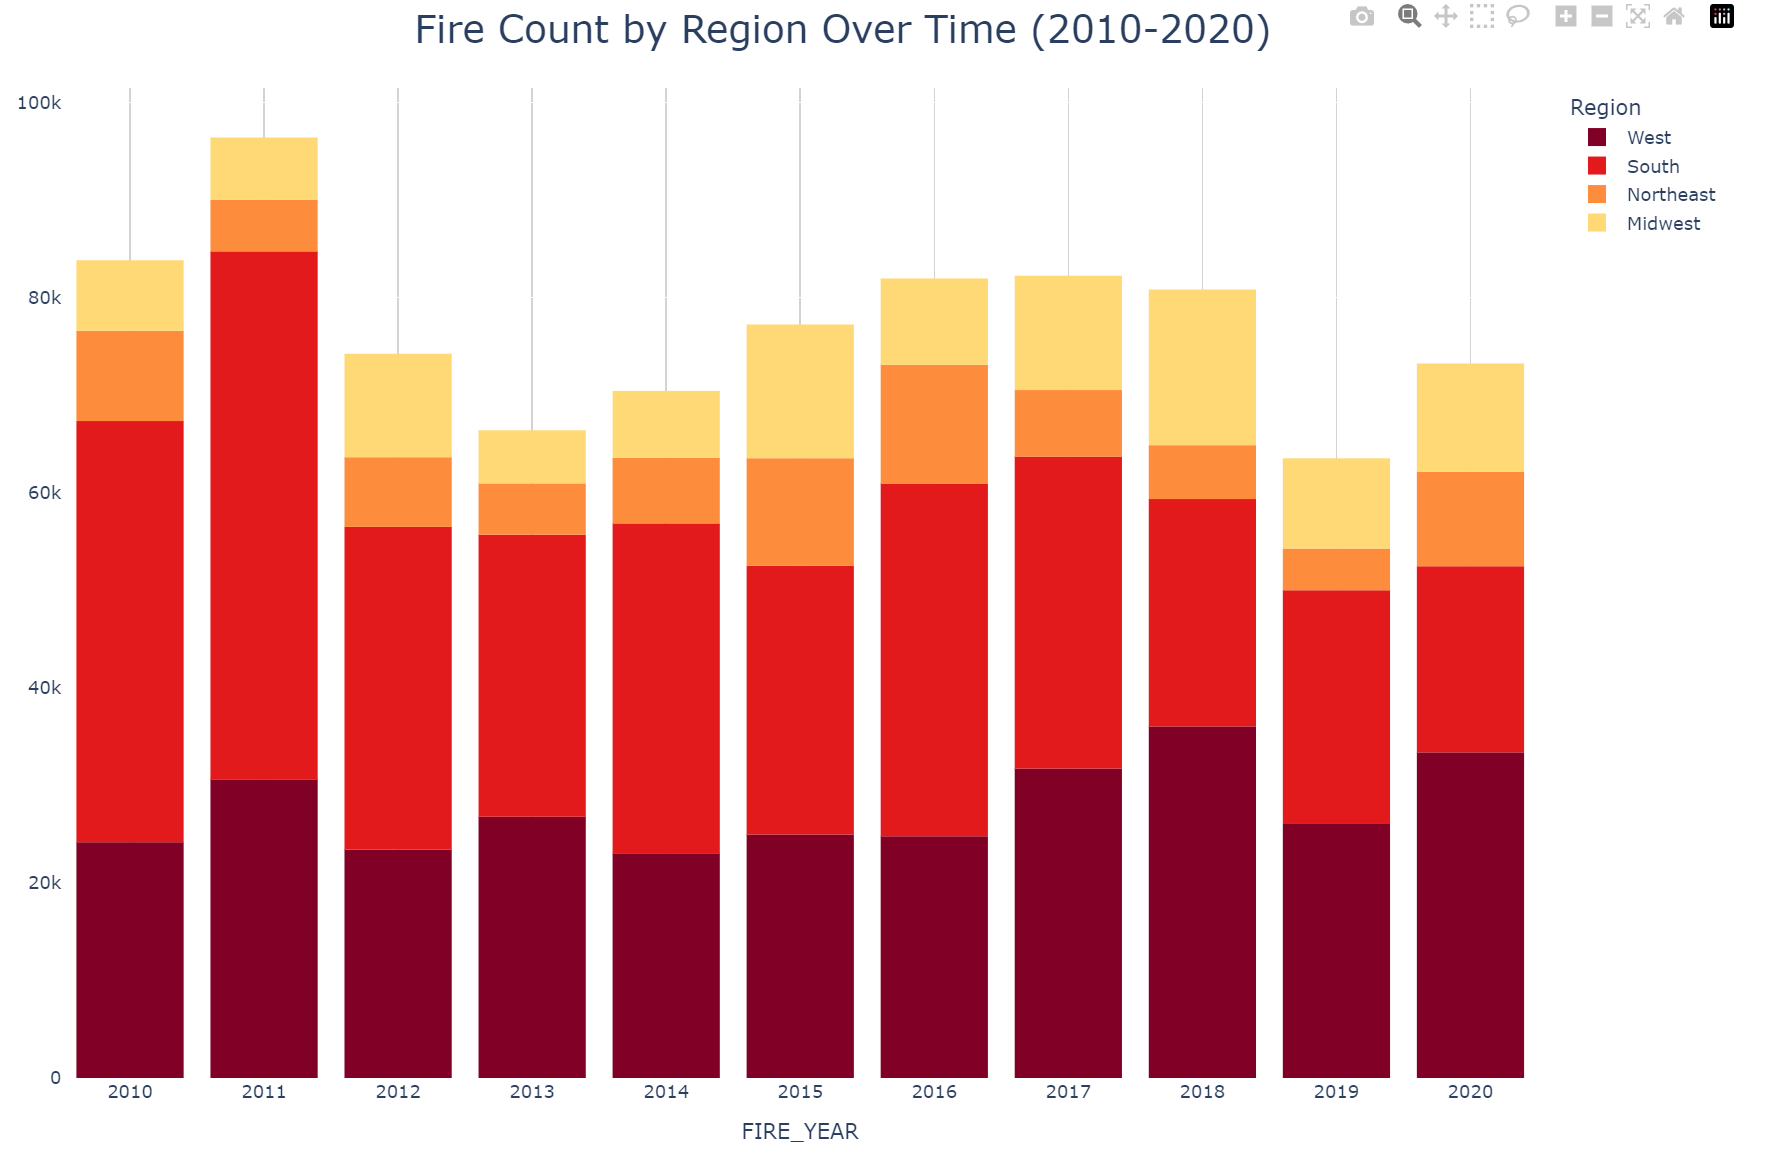 Fire Count by Region Over Time (2010-2020)
100k
80k
60k
40k
20k
0
2010 2011 2012 2013 2014 2015 2016 2017 2018 2019 2020
FIRE_YEAR
Region
West
South
Northeast
Midwest